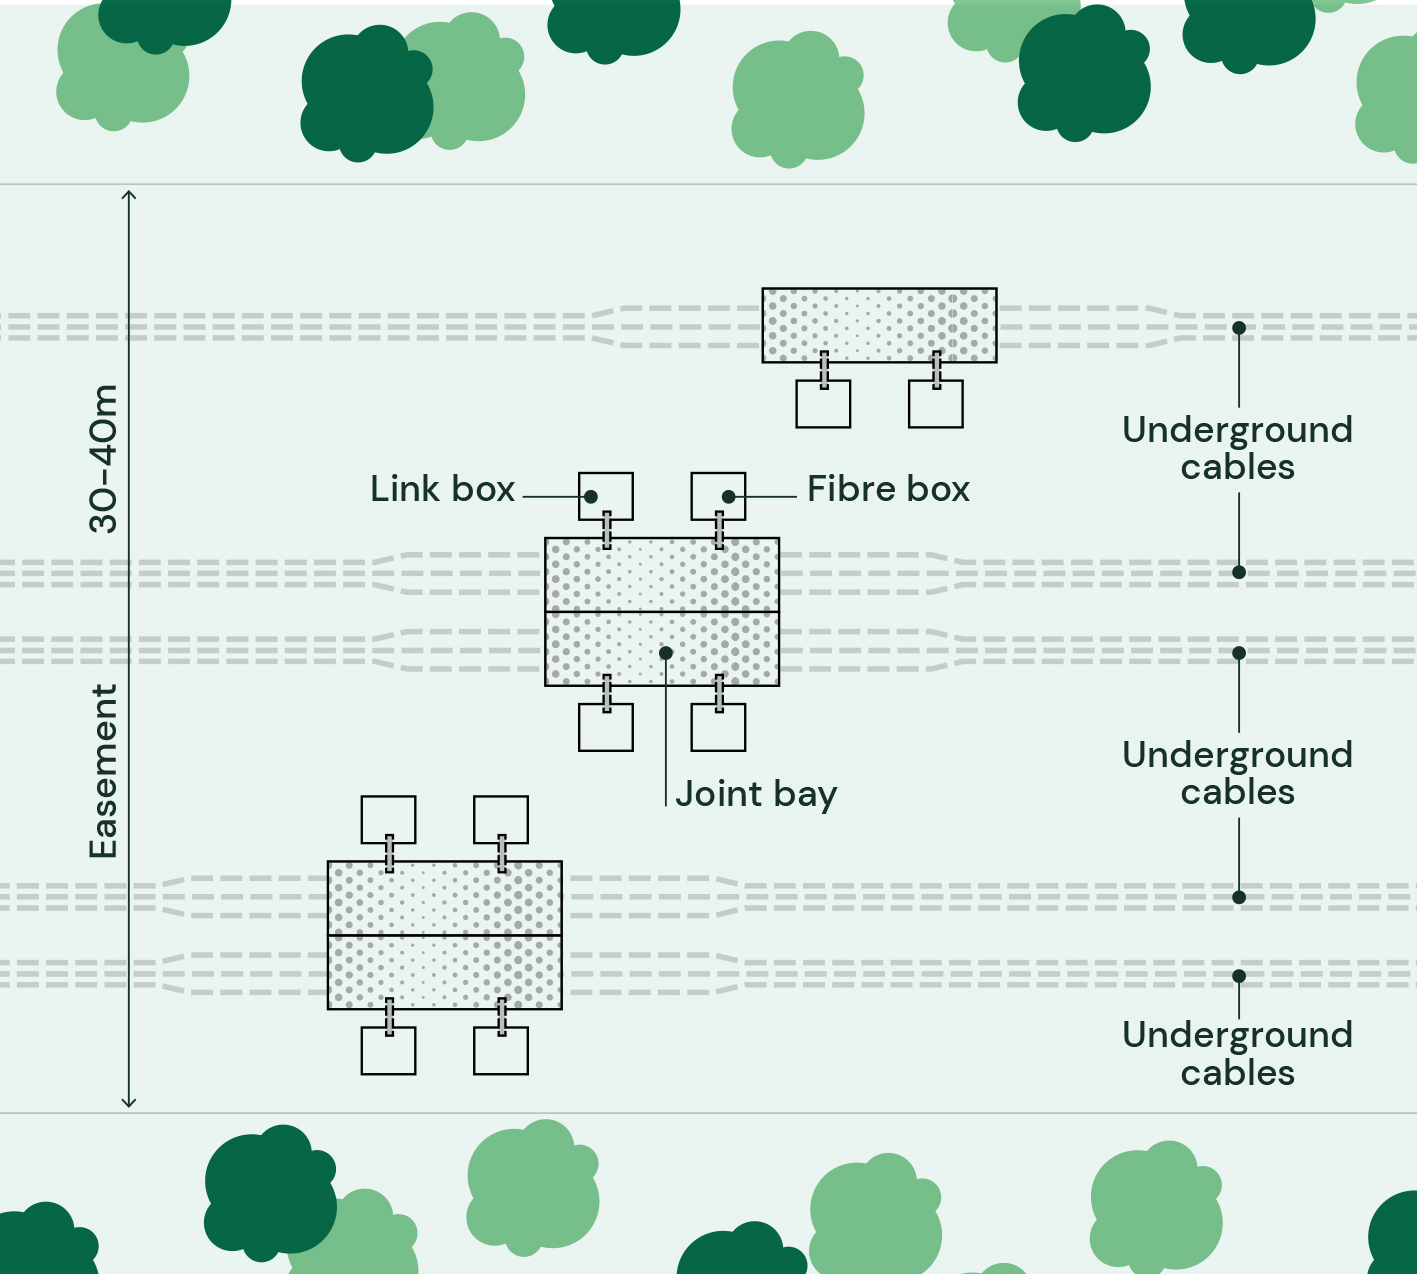 30–40m
Easement
Link box
Fibre box
Joint bay
Underground
cables
Underground
cables
Underground
cables